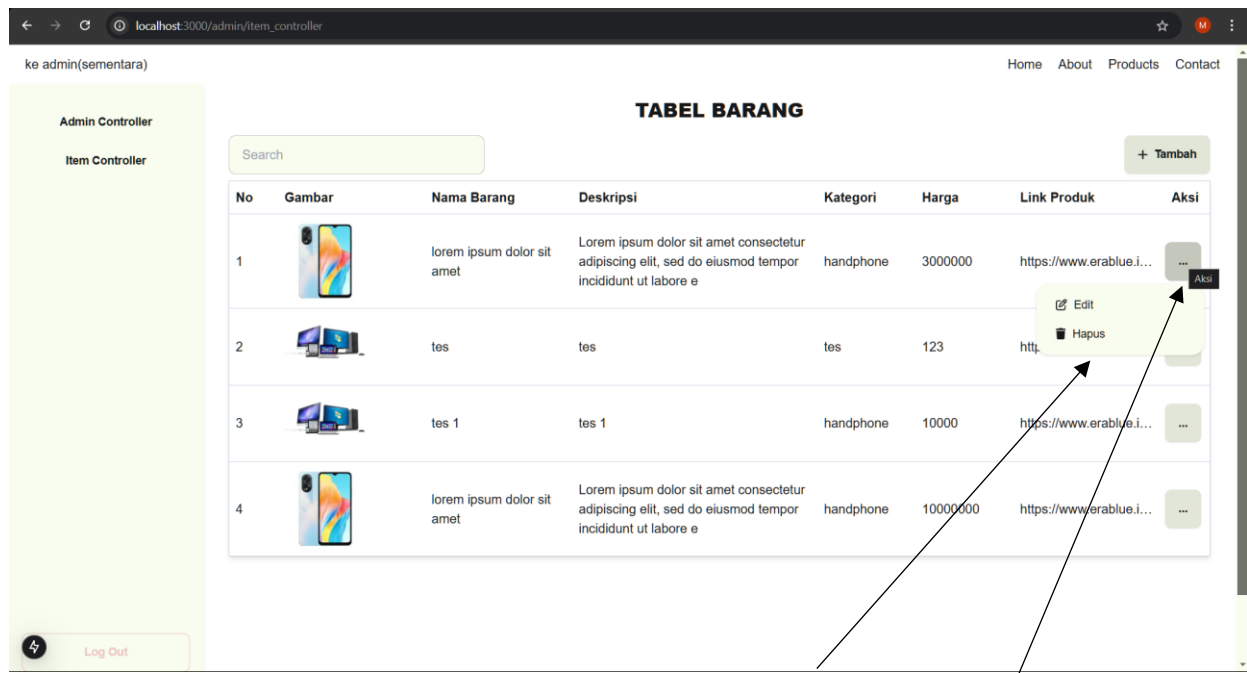 localhost:3000/admin/item_controller
M
ke admin(sementara)
Home About Products Contact
Admin Controller
Item Controller
Log Out
TABEL BARANG
Search
+ Tambah
No Gambar Nama Barang Deskripsi Kategori Harga Link Produk Aksi
1 lorem ipsum dolor sit amet Lorem ipsum dolor sit amet consectetur adipiscing elit, sed do eiusmod tempor incididunt ut labore e handphone 3000000 https://www.erablue.i... ...
Aksi
Edit
Hapus
2 tes tes tes 123
3 tes 1 tes 1 handphone 10000 https://www.erablue.i... ...
4 lorem ipsum dolor sit amet Lorem ipsum dolor sit amet consectetur adipiscing elit, sed do eiusmod tempor incididunt ut labore e handphone 10000000 https://www.erablue.i... ...